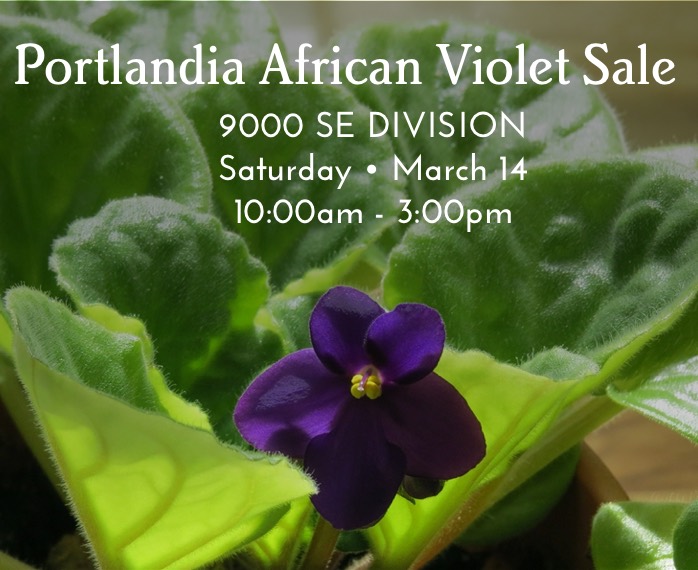 Portlandia African Violet Sale
9000 SE DIVISION
Saturday • March 14
10:00am - 3:00pm